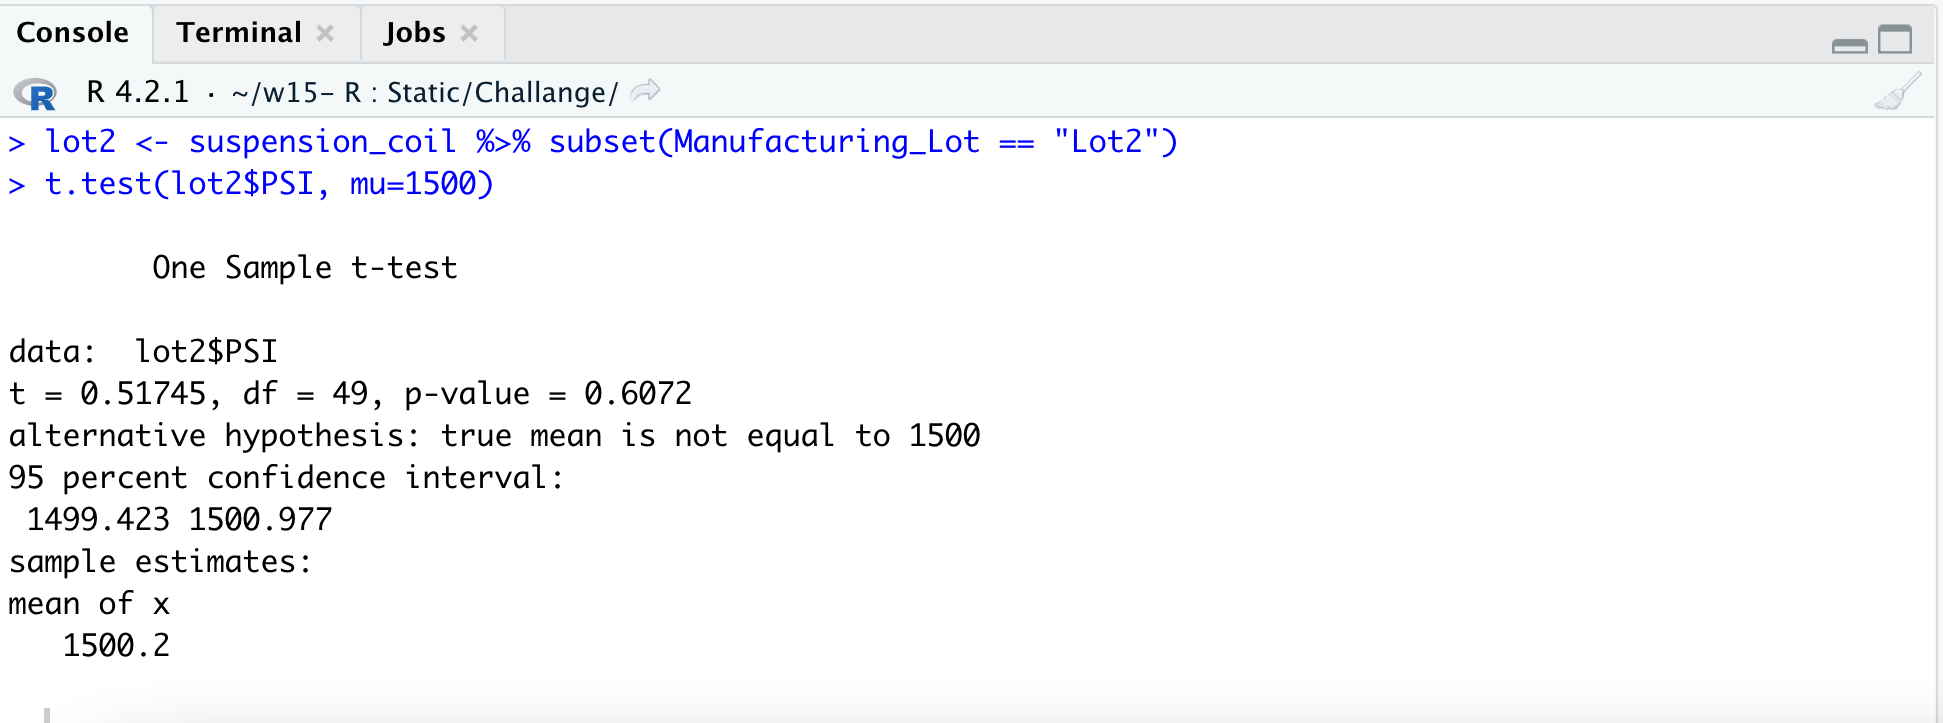 Console Terminal × Jobs ×
R R 4.2.1 · ~/w15- R : Static/Challange/
> lot2 <- suspension_coil %>% subset(Manufacturing_Lot == "Lot2")
> t.test(lot2$PSI, mu=1500)
One Sample t-test
data:  lot2$PSI
t = 0.51745, df = 49, p-value = 0.6072
alternative hypothesis: true mean is not equal to 1500
95 percent confidence interval:
1499.423 1500.977
sample estimates:
mean of x
1500.2